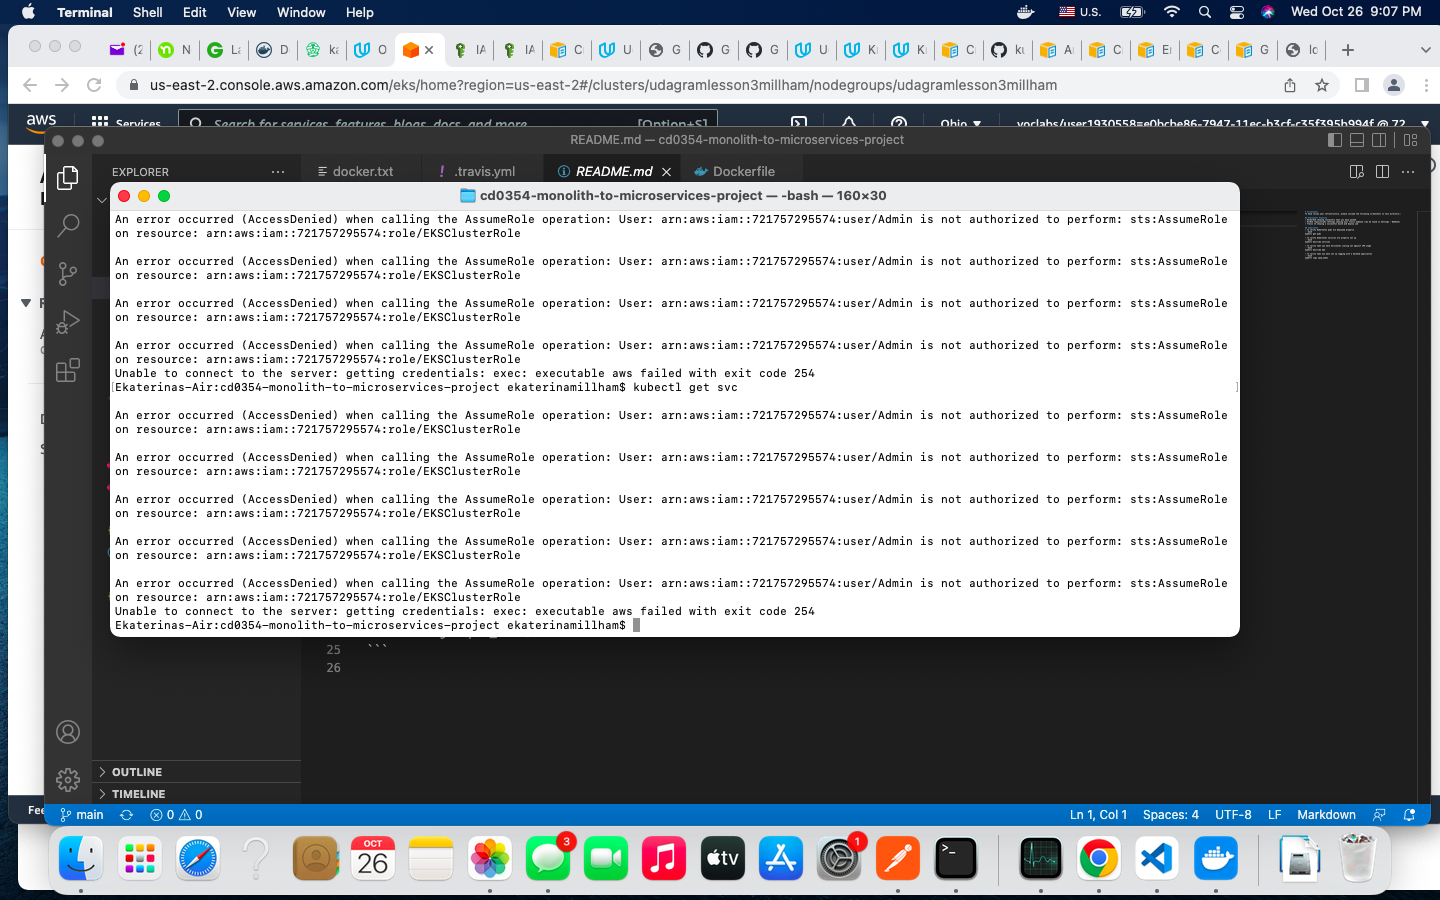 Terminal Shell Edit View Window Help U.S. Wed Oct 26 9:07 PM
(2 N L D k O IA IA C U G G G U K K C k A C E C G Io
us-east-2.console.aws.amazon.com/eks/home?region=us-east-2#/clusters/udagramlesson3millham/nodegroups/udagramlesson3millham
aws Services Search for services, features, blogs, docs, and more [Option+S] Ohio voclabs/user1930558=e0bcbe86-7947-11ec-b3cf-c35f395b994f @ 72
README.md — cd0354-monolith-to-microservices-project
EXPLORER docker.txt .travis.yml README.md Dockerfile
cd0354-monolith-to-microservices-project — -bash — 160×30
An error occurred (AccessDenied) when calling the AssumeRole operation: User: arn:aws:iam::721757295574:user/Admin is not authorized to perform: sts:AssumeRole
on resource: arn:aws:iam::721757295574:role/EKSClusterRole
An error occurred (AccessDenied) when calling the AssumeRole operation: User: arn:aws:iam::721757295574:user/Admin is not authorized to perform: sts:AssumeRole
on resource: arn:aws:iam::721757295574:role/EKSClusterRole
An error occurred (AccessDenied) when calling the AssumeRole operation: User: arn:aws:iam::721757295574:user/Admin is not authorized to perform: sts:AssumeRole
on resource: arn:aws:iam::721757295574:role/EKSClusterRole
An error occurred (AccessDenied) when calling the AssumeRole operation: User: arn:aws:iam::721757295574:user/Admin is not authorized to perform: sts:AssumeRole
on resource: arn:aws:iam::721757295574:role/EKSClusterRole
Unable to connect to the server: getting credentials: exec: executable aws failed with exit code 254
[Ekaterinas-Air:cd0354-monolith-to-microservices-project ekaterinamillham$ kubectl get svc ]
An error occurred (AccessDenied) when calling the AssumeRole operation: User: arn:aws:iam::721757295574:user/Admin is not authorized to perform: sts:AssumeRole
on resource: arn:aws:iam::721757295574:role/EKSClusterRole
An error occurred (AccessDenied) when calling the AssumeRole operation: User: arn:aws:iam::721757295574:user/Admin is not authorized to perform: sts:AssumeRole
on resource: arn:aws:iam::721757295574:role/EKSClusterRole
An error occurred (AccessDenied) when calling the AssumeRole operation: User: arn:aws:iam::721757295574:user/Admin is not authorized to perform: sts:AssumeRole
on resource: arn:aws:iam::721757295574:role/EKSClusterRole
An error occurred (AccessDenied) when calling the AssumeRole operation: User: arn:aws:iam::721757295574:user/Admin is not authorized to perform: sts:AssumeRole
on resource: arn:aws:iam::721757295574:role/EKSClusterRole
An error occurred (AccessDenied) when calling the AssumeRole operation: User: arn:aws:iam::721757295574:user/Admin is not authorized to perform: sts:AssumeRole
on resource: arn:aws:iam::721757295574:role/EKSClusterRole
Unable to connect to the server: getting credentials: exec: executable aws failed with exit code 254
Ekaterinas-Air:cd0354-monolith-to-microservices-project ekaterinamillham$
25 ```
26
OUTLINE
TIMELINE
Fee main 0 0 Ln 1, Col 1 Spaces: 4 UTF-8 LF Markdown
OCT 26 3 tv 1